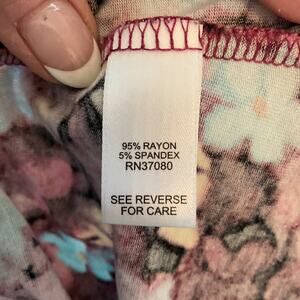 95% RAYON
5% SPANDEX
RN37080
SEE REVERSE
FOR CARE